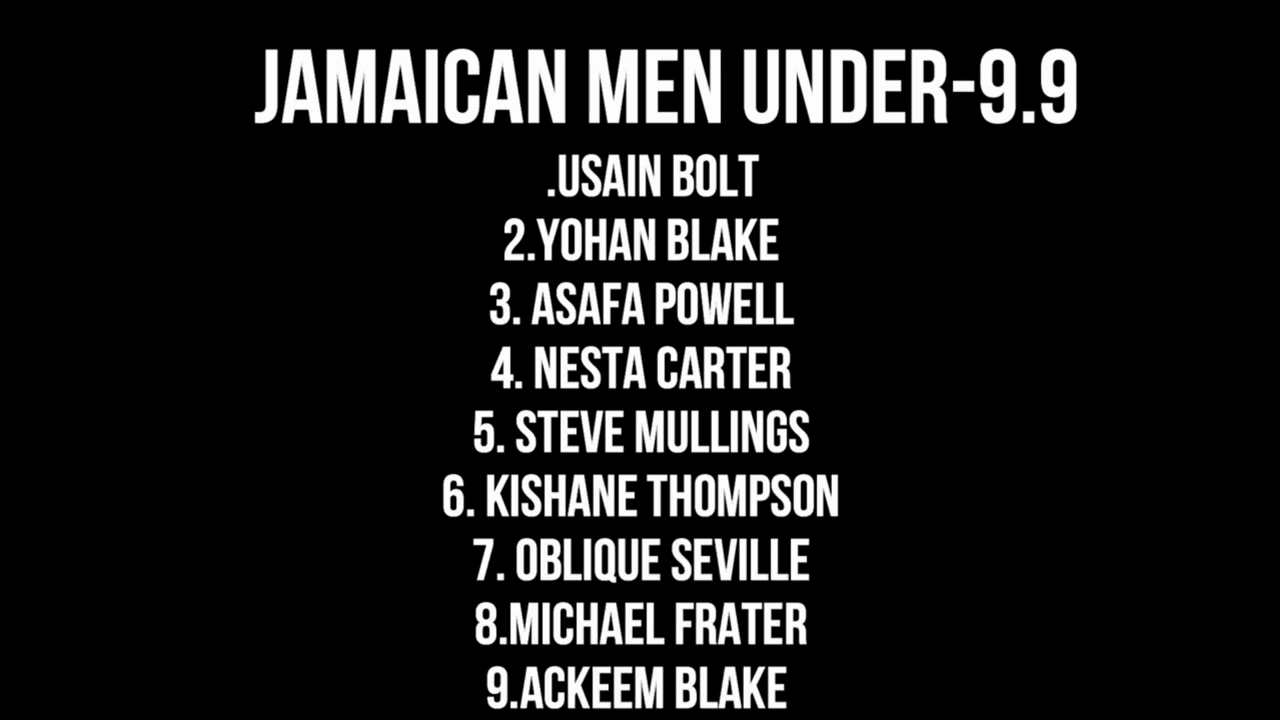 JAMAICAN MEN UNDER-9.9
.USAIN BOLT
2.YOHAN BLAKE
3. ASAFA POWELL
4. NESTA CARTER
5. STEVE MULLINGS
6. KISHANE THOMPSON
7. OBLIQUE SEVILLE
8.MICHAEL FRATER
9.ACKEEM BLAKE